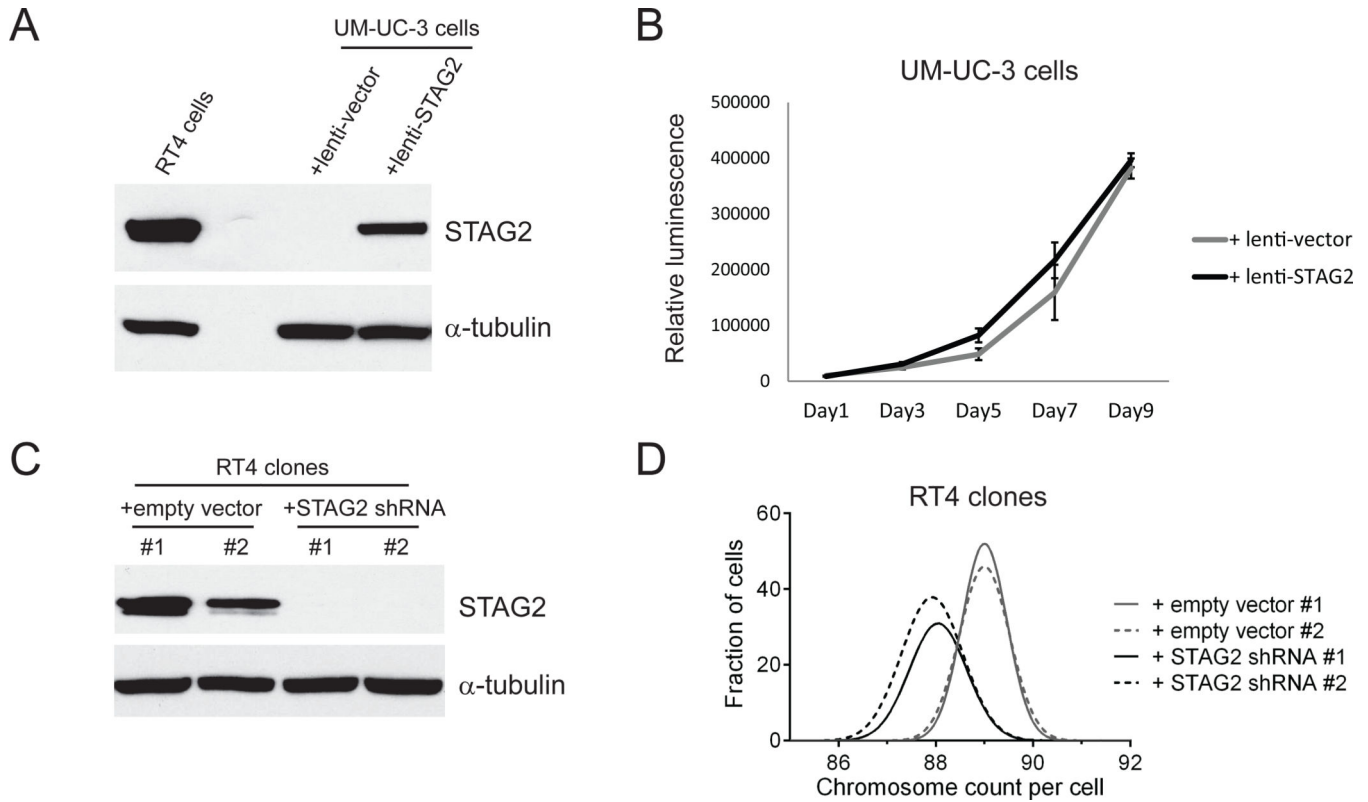 A
UM-UC-3 cells
RT4 cells
+lenti-vector
+lenti-STAG2
STAG2
α-tubulin
B
UM-UC-3 cells
Relative luminescence
500000
400000
300000
200000
100000
0
Day1 Day3 Day5 Day7 Day9
+ lenti-vector
+ lenti-STAG2
C
RT4 clones
+empty vector +STAG2 shRNA
#1 #2 #1 #2
STAG2
α-tubulin
D
RT4 clones
Fraction of cells
60
40
20
0
86 88 90 92
Chromosome count per cell
+ empty vector #1
+ empty vector #2
+ STAG2 shRNA #1
+ STAG2 shRNA #2